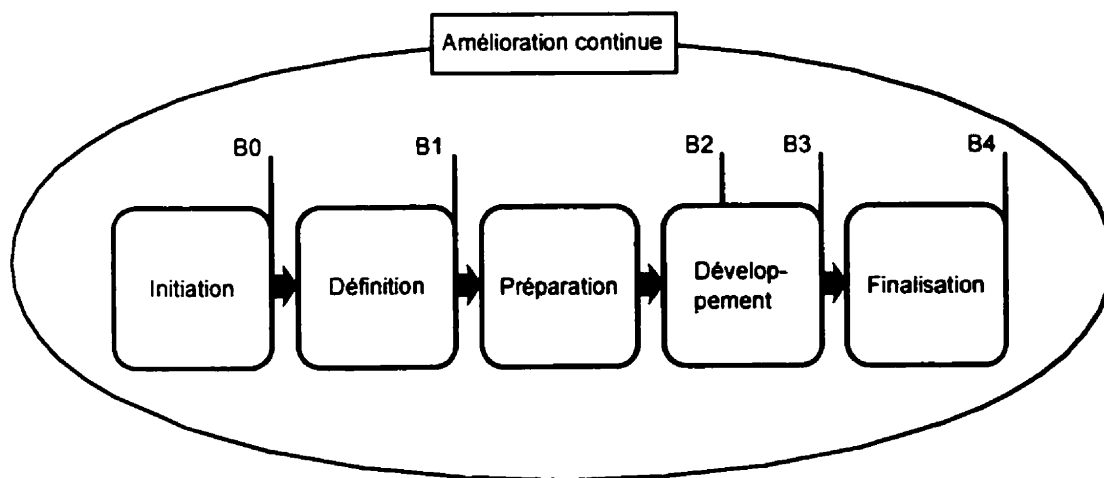 Amélioration continue
B0
B1
B2
B3
B4
Initiation
Définition
Préparation
Dévelop-
pement
Finalisation